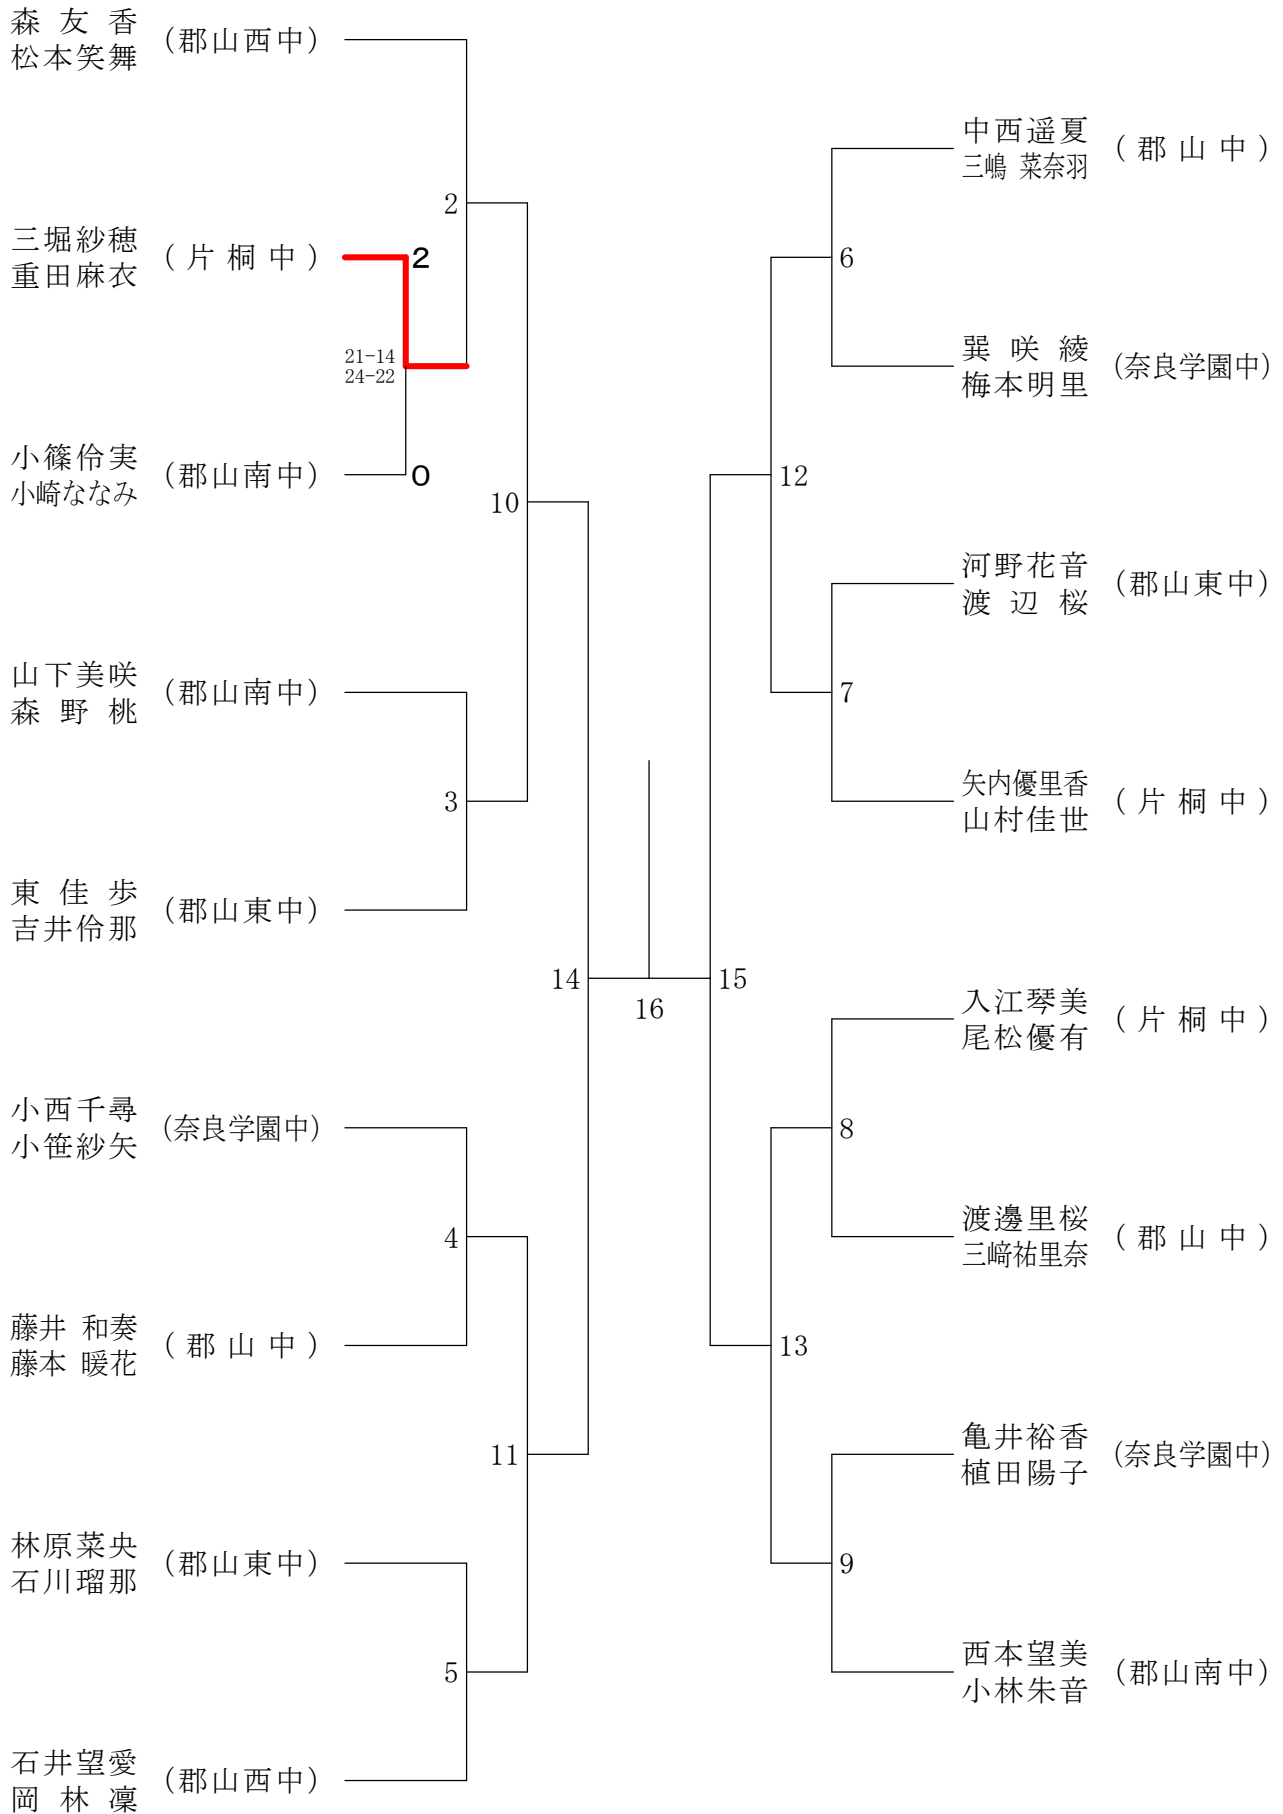 森 友 香
松本笑舞
(郡山西中)
2
三堀紗穂
重田麻衣
(片桐中)
2
21-14
24-22
小篠伶実
小崎ななみ
(郡山南中)
0
10
山下美咲
森 野 桃
(郡山南中)
3
東 佳 歩
吉井伶那
(郡山東中)
14
小西千尋
小笹紗矢
(奈良学園中)
4
藤井 和奏
藤本 暖花
(郡山中)
11
林原菜央
石川瑠那
(郡山東中)
5
石井望愛
岡 林 凜
(郡山西中)
16
中西遥夏
三嶋 菜奈羽
(郡山中)
6
巽 咲 綾
梅本明里
(奈良学園中)
12
河野花音
渡 辺 桜
(郡山東中)
7
矢内優里香
山村佳世
(片桐中)
15
入江琴美
尾松優有
(片桐中)
8
渡邊里桜
三﨑祐里奈
(郡山中)
13
亀井裕香
植田陽子
(奈良学園中)
9
西本望美
小林朱音
(郡山南中)